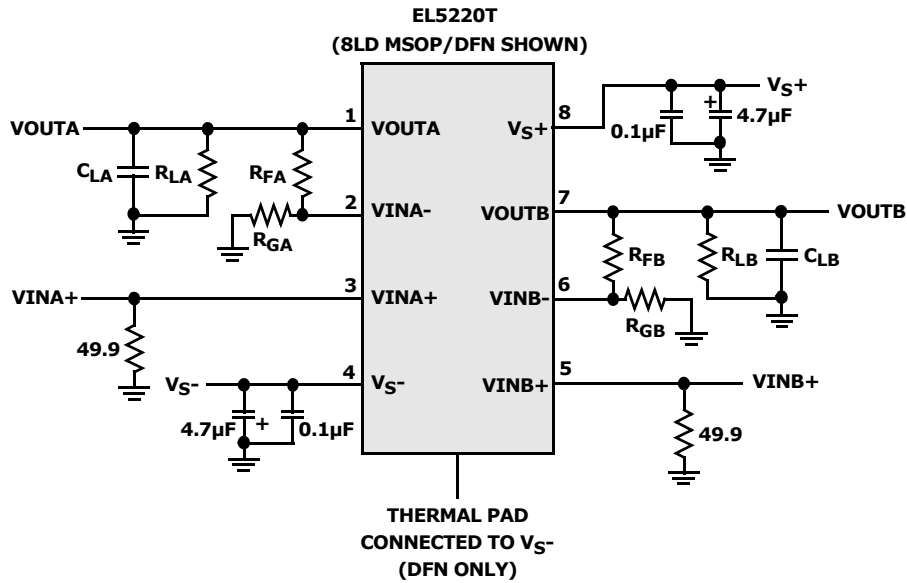 EL5220T
(8LD MSOP/DFN SHOWN)
VOUTA
1
VOUTA
CLA
RLA
RFA
2
VINA-
RGA
VINA+
3
VINA+
49.9
VS-
4
VS-
4.7µF
+
0.1µF
8
VS+
VS+
0.1µF
+
4.7µF
7
VOUTB
VOUTB
RFB
RLB
CLB
6
VINB-
RGB
5
VINB+
VINB+
49.9
THERMAL PAD
CONNECTED TO VS-
(DFN ONLY)